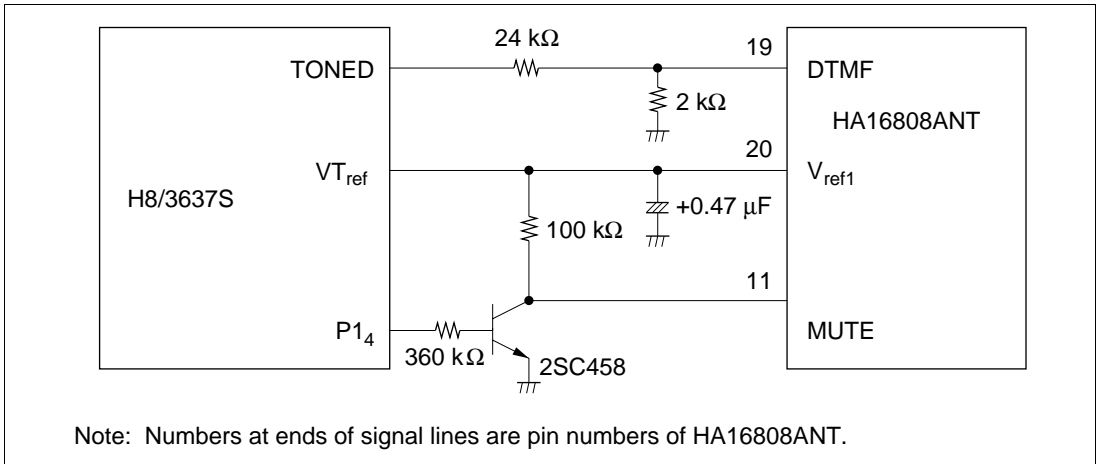 24 kΩ
19
TONED
DTMF
2 kΩ
HA16808ANT
20
VTref
Vref1
H8/3637S
+0.47 μF
100 kΩ
11
P14
MUTE
360 kΩ
2SC458
Note: Numbers at ends of signal lines are pin numbers of HA16808ANT.